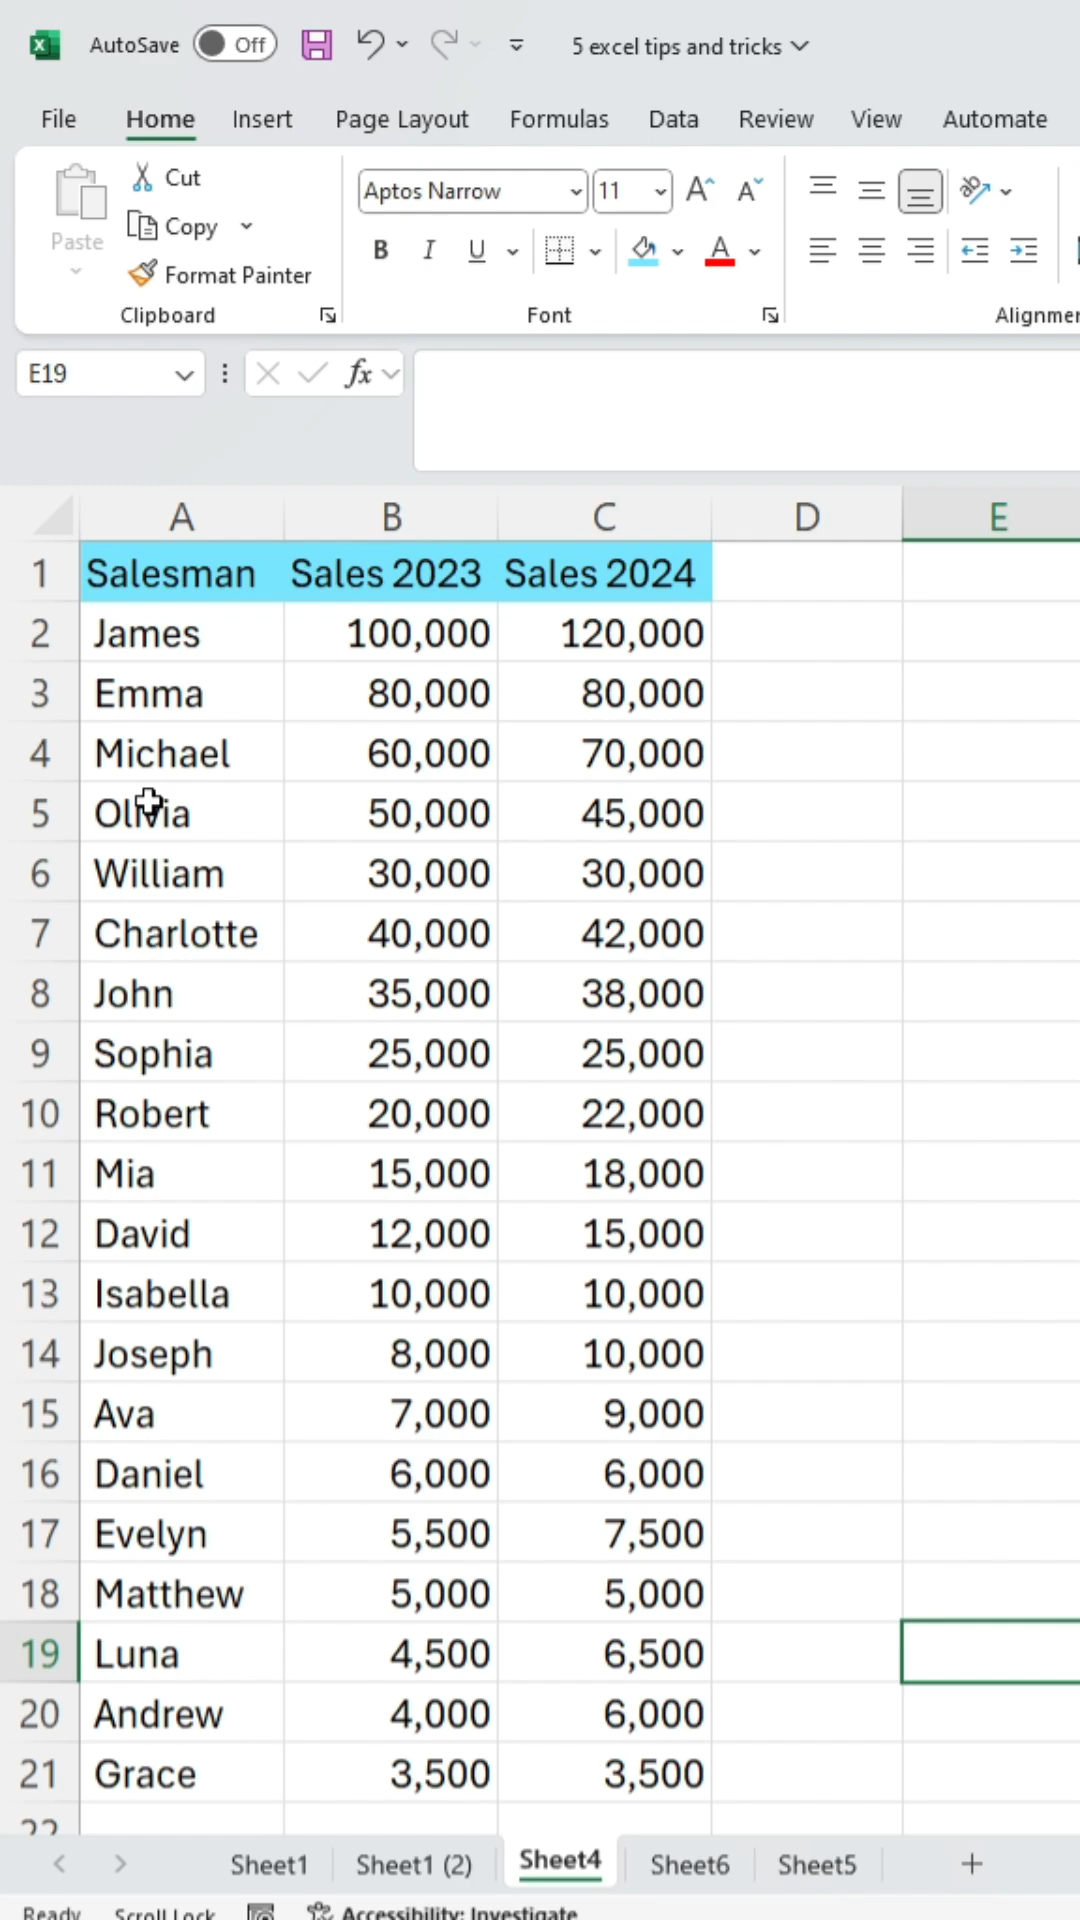 AutoSave Off 5 excel tips and tricks
File Home Insert Page Layout Formulas Data Review View Automate
Paste Cut Copy Format Painter
Aptos Narrow 11 A A
B I U A ab
Clipboard Font Alignmen
E19 fx
A B C D E
1 Salesman Sales 2023 Sales 2024
2 James 100,000 120,000
3 Emma 80,000 80,000
4 Michael 60,000 70,000
5 Olivia 50,000 45,000
6 William 30,000 30,000
7 Charlotte 40,000 42,000
8 John 35,000 38,000
9 Sophia 25,000 25,000
10 Robert 20,000 22,000
11 Mia 15,000 18,000
12 David 12,000 15,000
13 Isabella 10,000 10,000
14 Joseph 8,000 10,000
15 Ava 7,000 9,000
16 Daniel 6,000 6,000
17 Evelyn 5,500 7,500
18 Matthew 5,000 5,000
19 Luna 4,500 6,500
20 Andrew 4,000 6,000
21 Grace 3,500 3,500
22
Sheet1 Sheet1 (2) Sheet4 Sheet6 Sheet5
Ready Scroll Lock Accessibility: Investigate